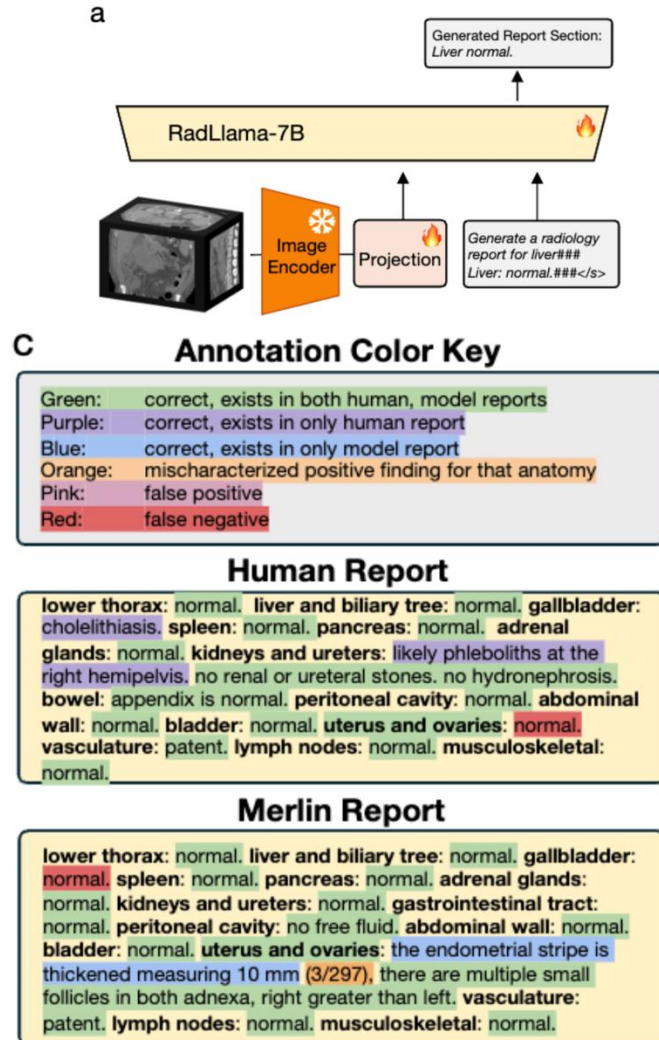 a
Generated Report Section:
Liver normal.
RadLlama-7B
Image
Encoder
Projection
Generate a radiology
report for liver###
Liver: normal.###</s>
C
Annotation Color Key
Green: correct, exists in both human, model reports
Purple: correct, exists in only human report
Blue: correct, exists in only model report
Orange: mischaracterized positive finding for that anatomy
Pink: false positive
Red: false negative
Human Report
lower thorax: normal. liver and biliary tree: normal. gallbladder:
cholelithiasis. spleen: normal. pancreas: normal. adrenal
glands: normal. kidneys and ureters: likely phleboliths at the
right hemipelvis. no renal or ureteral stones. no hydronephrosis.
bowel: appendix is normal. peritoneal cavity: normal. abdominal
wall: normal. bladder: normal. uterus and ovaries: normal.
vasculature: patent. lymph nodes: normal. musculoskeletal:
normal.
Merlin Report
lower thorax: normal. liver and biliary tree: normal. gallbladder:
normal. spleen: normal. pancreas: normal. adrenal glands:
normal. kidneys and ureters: normal. gastrointestinal tract:
normal. peritoneal cavity: no free fluid. abdominal wall: normal.
bladder: normal. uterus and ovaries: the endometrial stripe is
thickened measuring 10 mm (3/297), there are multiple small
follicles in both adnexa, right greater than left. vasculature:
patent. lymph nodes: normal. musculoskeletal: normal.